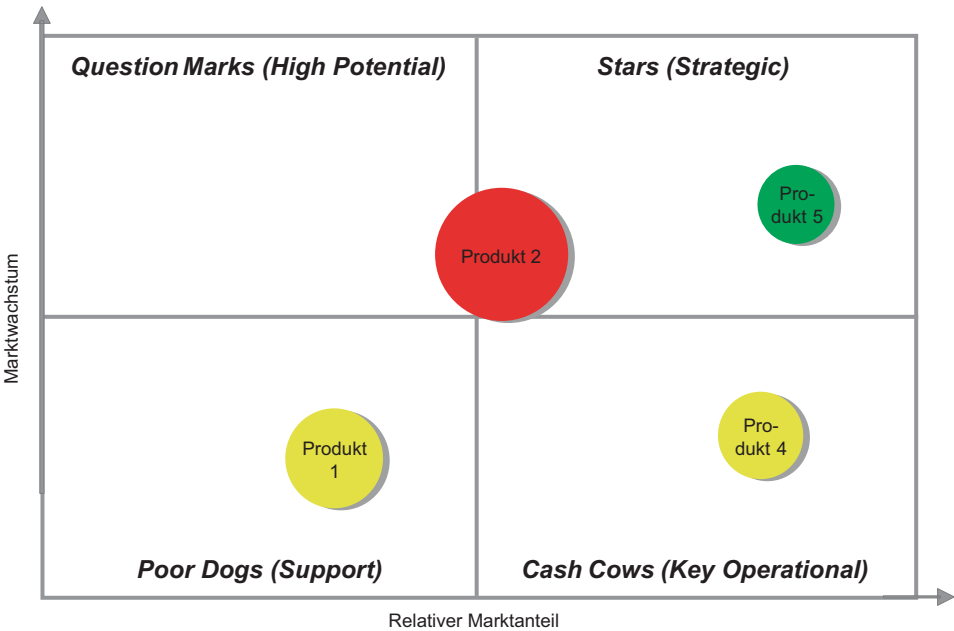 Question Marks (High Potential)
Stars (Strategic)
Pro-
dukt 5
Produkt 2
Marktwachstum
Pro-
dukt 4
Produkt
1
Poor Dogs (Support)
Cash Cows (Key Operational)
Relativer Marktanteil